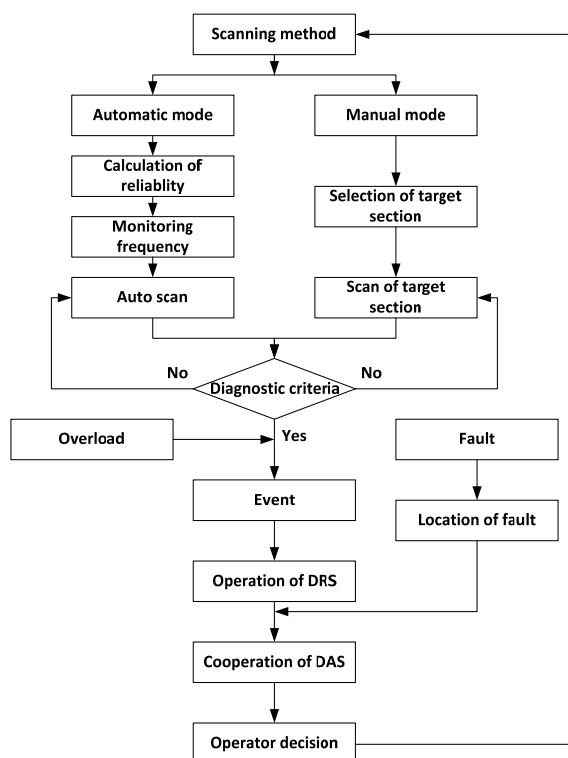 Scanning method
Automatic mode
Manual mode
Calculation of
reliablity
Selection of target
section
Monitoring
frequency
Auto scan
Scan of target
section
No
No
Diagnostic criteria
Overload
Yes
Fault
Event
Location of fault
Operation of DRS
Cooperation of DAS
Operator decision